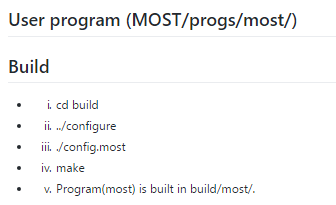 User program (MOST/progs/most/)
Build
• i. cd build
• ii. ../configure
• iii. ./config.most
• iv. make
• v. Program(most) is built in build/most/.